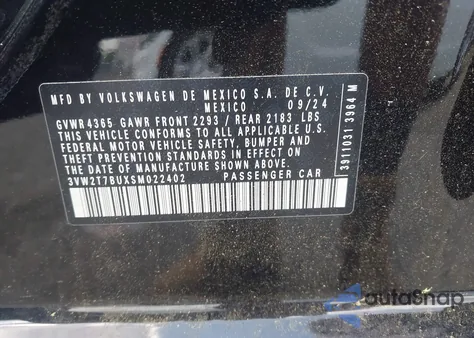 MFD BY VOLKSWAGEN DE MEXICO S.A. DE C.V.
MEXICO 09/24
GVWR 4365 GAWR FRONT 2293 / REAR 2183 LBS
THIS VEHICLE CONFORMS TO ALL APPLICABLE U.S.
FEDERAL MOTOR VEHICLE SAFETY, BUMPER AND
THEFT PREVENTION STANDARDS IN EFFECT ON
THE DATE OF MANUFACTURE SHOWN ABOVE.
3VW2T7BUXSM022402 PASSENGER CAR
3911031 3964 M
autosnap